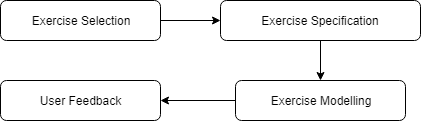 Exercise Selection
Exercise Specification
Exercise Modelling
User Feedback